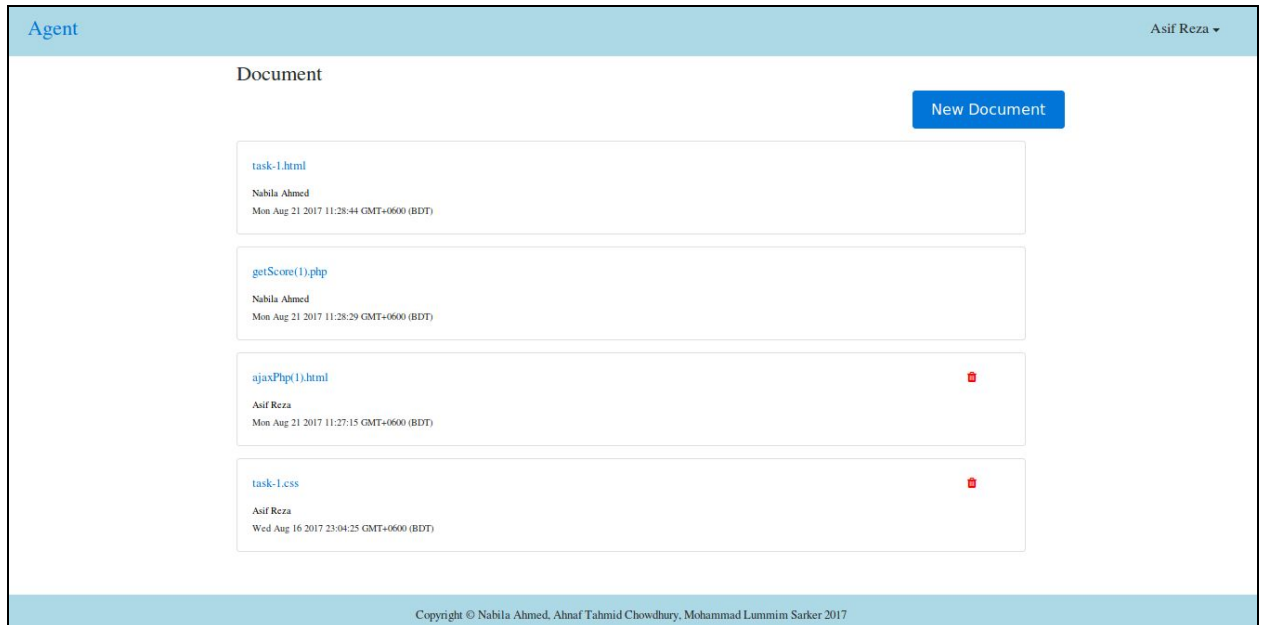 Agent
Asif Reza
Document
New Document
task-1.html
Nabila Ahmed
Mon Aug 21 2017 11:28:44 GMT+0600 (BDT)
getScore(1).php
Nabila Ahmed
Mon Aug 21 2017 11:28:29 GMT+0600 (BDT)
ajaxPhp(1).html
Asif Reza
Mon Aug 21 2017 11:27:15 GMT+0600 (BDT)
task-1.css
Asif Reza
Wed Aug 16 2017 23:04:25 GMT+0600 (BDT)
Copyright © Nabila Ahmed, Ahnaf Tahmid Chowdhury, Mohammad Lummim Sarker 2017